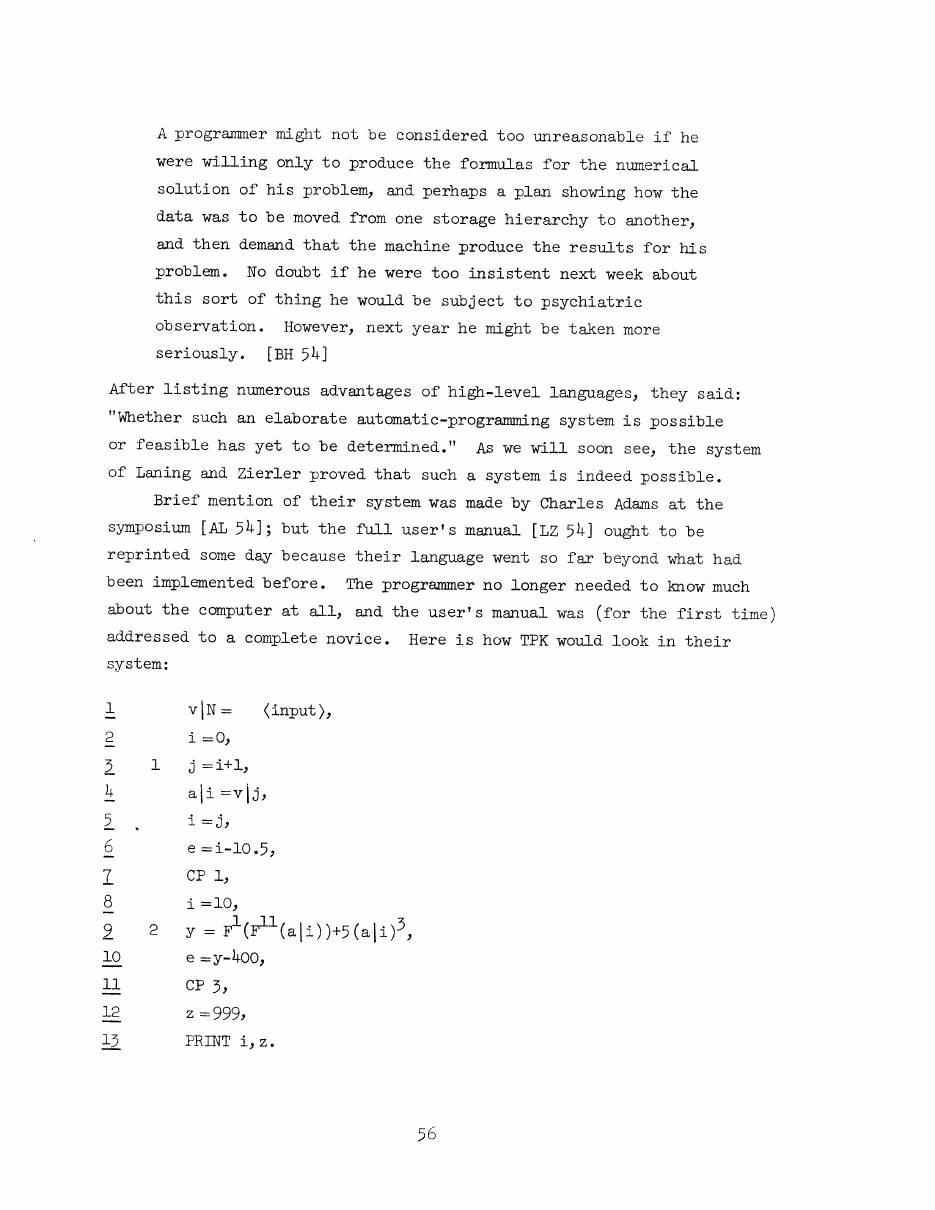 A programmer might not be considered too unreasonable if he
were willing only to produce the formulas for the numerical
solution of his problem, and perhaps a plan showing how the
data was to be moved from one storage hierarchy to another,
and then demand that the machine produce the results for his
problem. No doubt if he were too insistent next week about
this sort of thing he would be subject to psychiatric
observation. However, next year he might be taken more
seriously. [BH 54]
After listing numerous advantages of high-level languages, they said:
"Whether such an elaborate automatic-programming system is possible
or feasible has yet to be determined." As we will soon see, the system
of Laning and Zierler proved that such a system is indeed possible.
Brief mention of their system was made by Charles Adams at the
symposium [AL 54]; but the full user's manual [LZ 54] ought to be
reprinted some day because their language went so far beyond what had
been implemented before. The programmer no longer needed to know much
about the computer at all, and the user's manual was (for the first time)
addressed to a complete novice. Here is how TPK would look in their
system:
1 v|N = ⟨input⟩,
2 i =0,
3 1 j =i+1,
4 a|i =v|j,
5 i =j,
6 e =i-10.5,
7 CP 1,
8 i =10,
9 2 y = F¹(F¹¹(a|i))+5(a|i)³,
10 e =y-400,
11 CP 3,
12 z =999,
13 PRINT i,z.
56